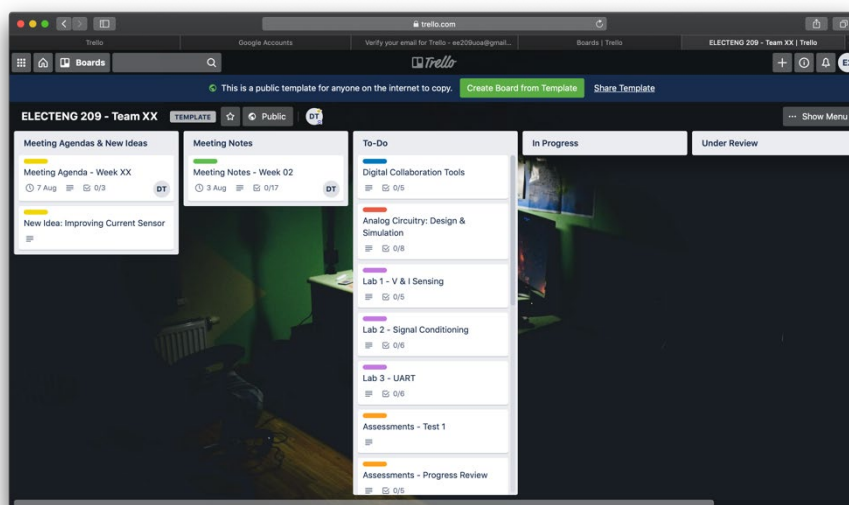 trello.com
Trello
Google Accounts
Verify your email for Trello - ee209uoa@gmail...
Boards | Trello
ELECTENG 209 - Team XX | Trello
Boards
Trello
This is a public template for anyone on the internet to copy.
Create Board from Template
Share Template
ELECTENG 209 - Team XX
TEMPLATE
Public
DT
... Show Menu
Meeting Agendas & New Ideas
Meeting Agenda - Week XX
7 Aug
0/3
DT
New Idea: Improving Current Sensor
Meeting Notes
Meeting Notes - Week 02
3 Aug
0/17
DT
To-Do
Digital Collaboration Tools
0/5
Analog Circuitry: Design &
Simulation
0/8
Lab 1 - V & I Sensing
0/5
Lab 2 - Signal Conditioning
0/6
Lab 3 - UART
0/6
Assessments - Test 1
Assessments - Progress Review
0/5
In Progress
Under Review